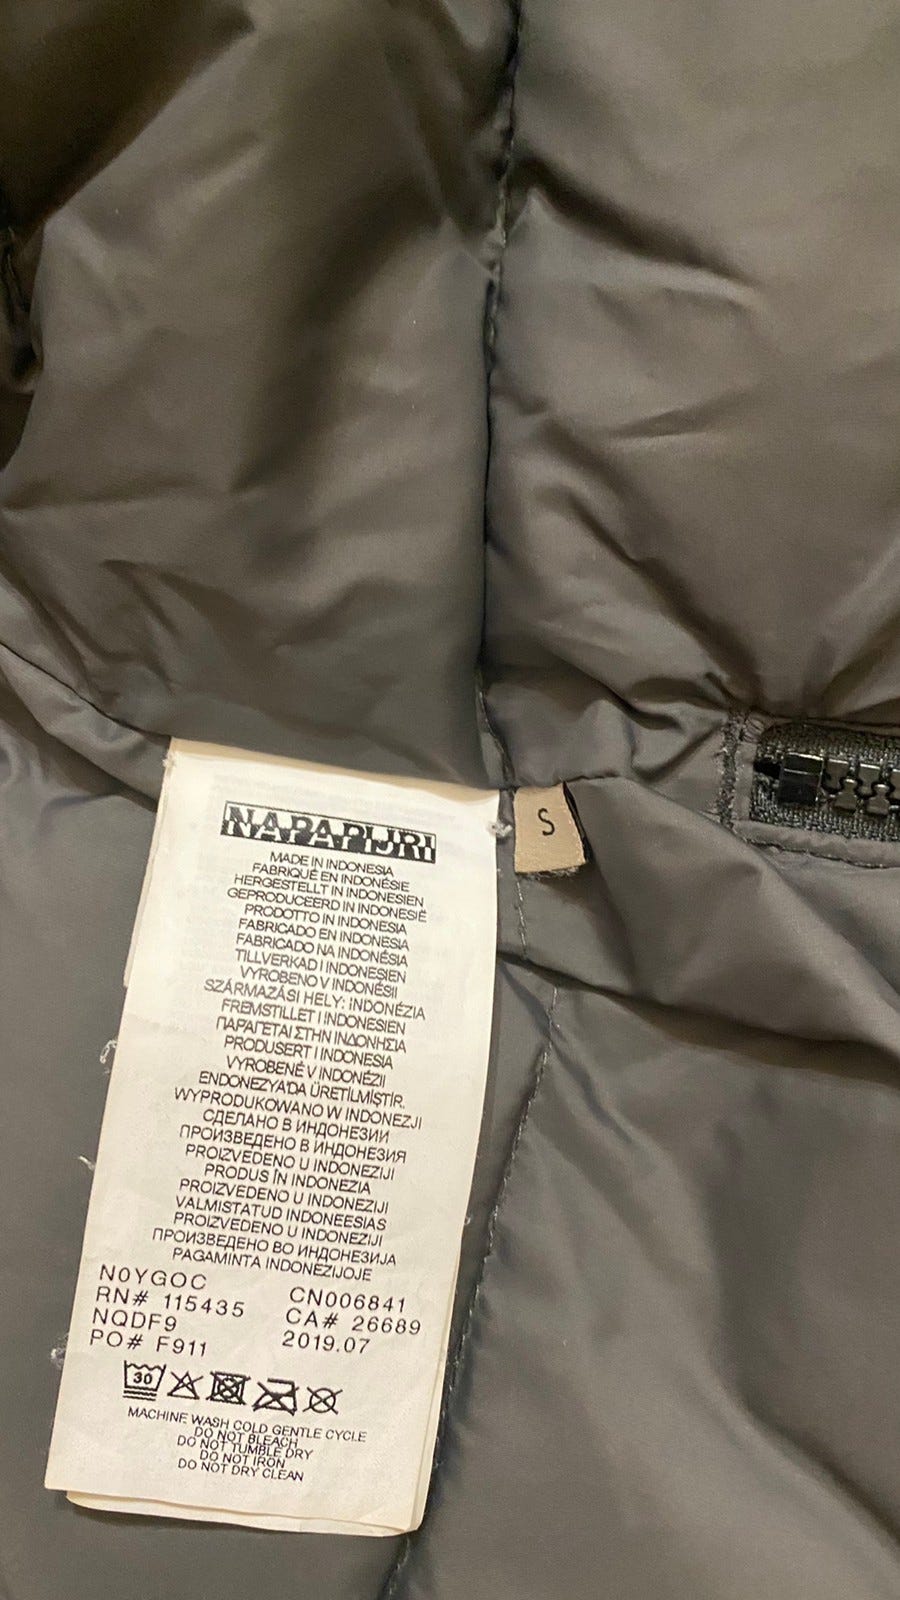 NAPAPIJRI
S
MADE IN INDONESIA
FABRIQUÉ EN INDONÉSIE
HERGESTELLT IN INDONESIEN
GEPRODUCEERD IN INDONESIË
PRODOTTO IN INDONESIA
FABRICADO EN INDONESIA
FABRICADO NA INDONÉSIA
TILLVERKAD I INDONESIEN
VYROBENO V INDONÉSII
SZÁRMAZÁSI HELY: INDONÉZIA
FREMSTILLET I INDONESIEN
ΠΑΡΑΓΕΤΑΙ ΣΤΗΝ ΙΝΔΟΝΗΣΙΑ
PRODUSERT I INDONESIA
VYROBENÉ V INDONÉZII
ENDONEZYA'DA ÜRETİLMİŞTİR.
WYPRODUKOWANO W INDONEZJI
СДЕЛАНО В ИНДОНЕЗИИ
ПРОИЗВЕДЕНО В ИНДОНЕЗИЯ
PROIZVEDENO U INDONEZIJI
PRODUS ÎN INDONEZIA
PROIZVEDENO U INDONEZIJI
VALMISTATUD INDONEESIAS
PROIZVEDENO U INDONEZIJI
ПРОИЗВЕДЕНО ВО ИНДОНЕЗИЈА
PAGAMINTA INDONEZIJOJE
N0YGOC CN006841
RN# 115435 CA# 26689
NQDF9 2019.07
PO# F911
30
MACHINE WASH COLD GENTLE CYCLE
DO NOT BLEACH
DO NOT TUMBLE DRY
DO NOT IRON
DO NOT DRY CLEAN